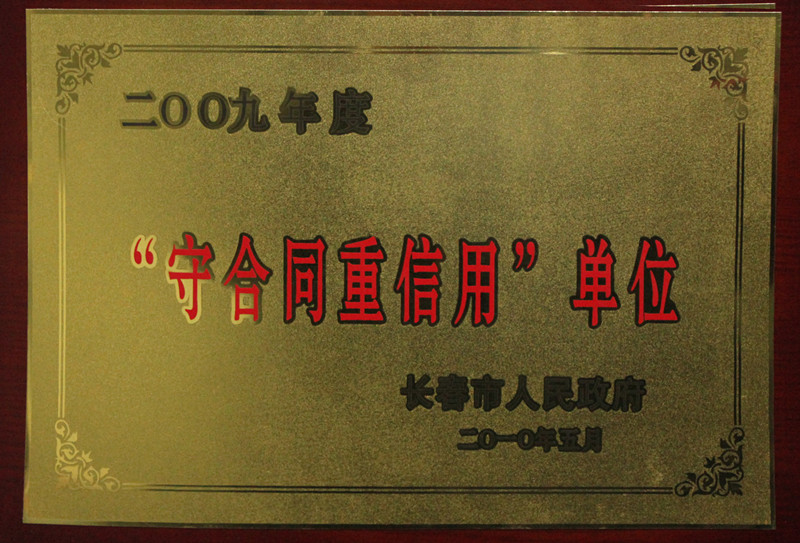 二OO九年度
“守合同重信用”单位
长春市人民政府
二O一O年五月